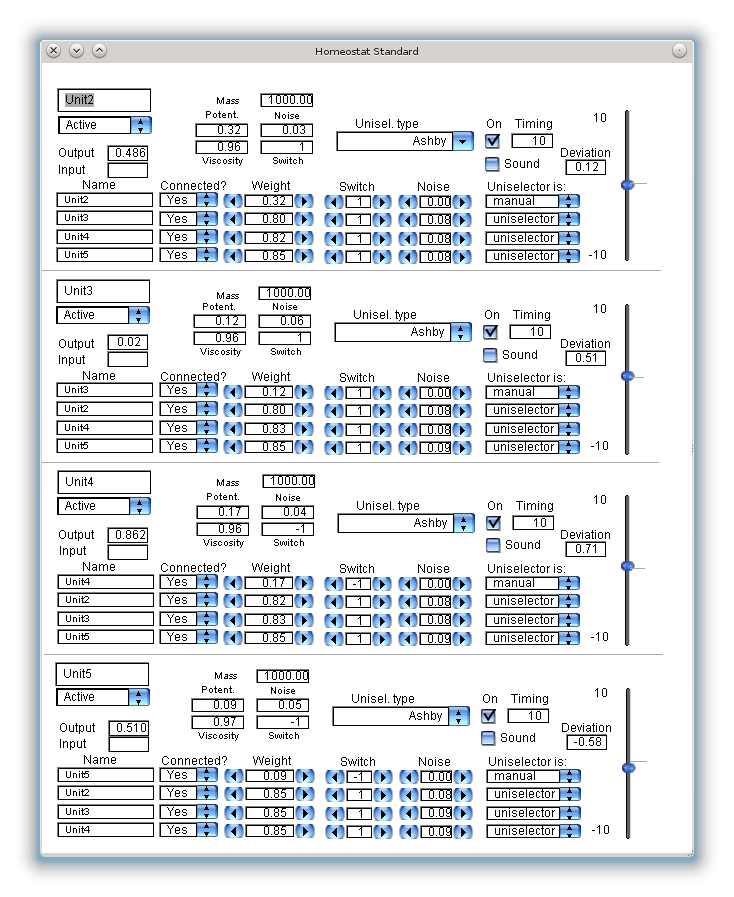 Homeostat Standard
Unit2
Mass 1000.00
Active
Potent. Noise
0.32 0.03
0.96 1
Viscosity Switch
Unisel. type
Ashby
On Timing
10
Sound
10
Deviation
0.12
Output 0.486
Input
Name Connected? Weight Switch Noise Uniselector is:
Unit2 Yes 0.32 1 0.00 manual
Unit3 Yes 0.80 1 0.08 uniselector
Unit4 Yes 0.82 1 0.08 uniselector
Unit5 Yes 0.85 1 0.08 uniselector -10
Unit3
Mass 1000.00
Active
Potent. Noise
0.12 0.06
0.96 1
Viscosity Switch
Unisel. type
Ashby
On Timing
10
Sound
10
Deviation
0.51
Output 0.02
Input
Name Connected? Weight Switch Noise Uniselector is:
Unit3 Yes 0.12 1 0.00 manual
Unit2 Yes 0.80 1 0.08 uniselector
Unit4 Yes 0.83 1 0.08 uniselector
Unit5 Yes 0.85 1 0.09 uniselector -10
Unit4
Mass 1000.00
Active
Potent. Noise
0.17 0.04
0.96 -1
Viscosity Switch
Unisel. type
Ashby
On Timing
10
Sound
10
Deviation
0.71
Output 0.862
Input
Name Connected? Weight Switch Noise Uniselector is:
Unit4 Yes 0.17 -1 0.00 manual
Unit2 Yes 0.82 1 0.08 uniselector
Unit3 Yes 0.83 1 0.08 uniselector
Unit5 Yes 0.85 1 0.09 uniselector -10
Unit5
Mass 1000.00
Active
Potent. Noise
0.09 0.05
0.97 -1
Viscosity Switch
Unisel. type
Ashby
On Timing
10
Sound
10
Deviation
-0.58
Output 0.510
Input
Name Connected? Weight Switch Noise Uniselector is:
Unit5 Yes 0.09 -1 0.00 manual
Unit2 Yes 0.85 1 0.08 uniselector
Unit3 Yes 0.85 1 0.09 uniselector
Unit4 Yes 0.85 1 0.09 uniselector -10